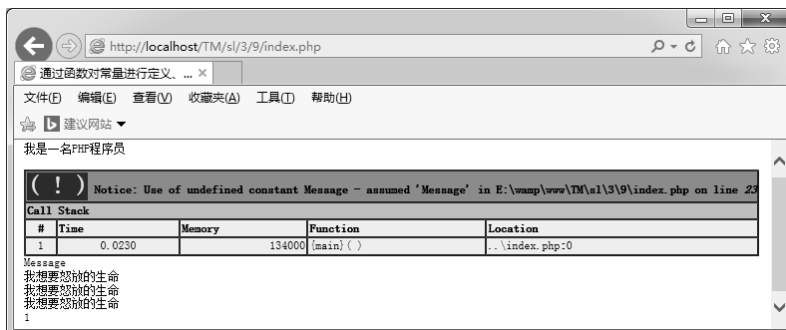 http://localhost/TM/sl/3/9/index.php
通过函数对常量进行定义、 ... ×
文件(F) 编辑(E) 查看(V) 收藏夹(A) 工具(T) 帮助(H)
建议网站
我是一名PHP程序员
( ! ) Notice: Use of undefined constant Message - assumed 'Message' in E:\wamp\www\TM\sl\3\9\index.php on line 23
Call Stack
# Time Memory Function Location
1 0.0230 134000 {main}( ) ..\index.php:0
Message
我想要怒放的生命
我想要怒放的生命
我想要怒放的生命
1